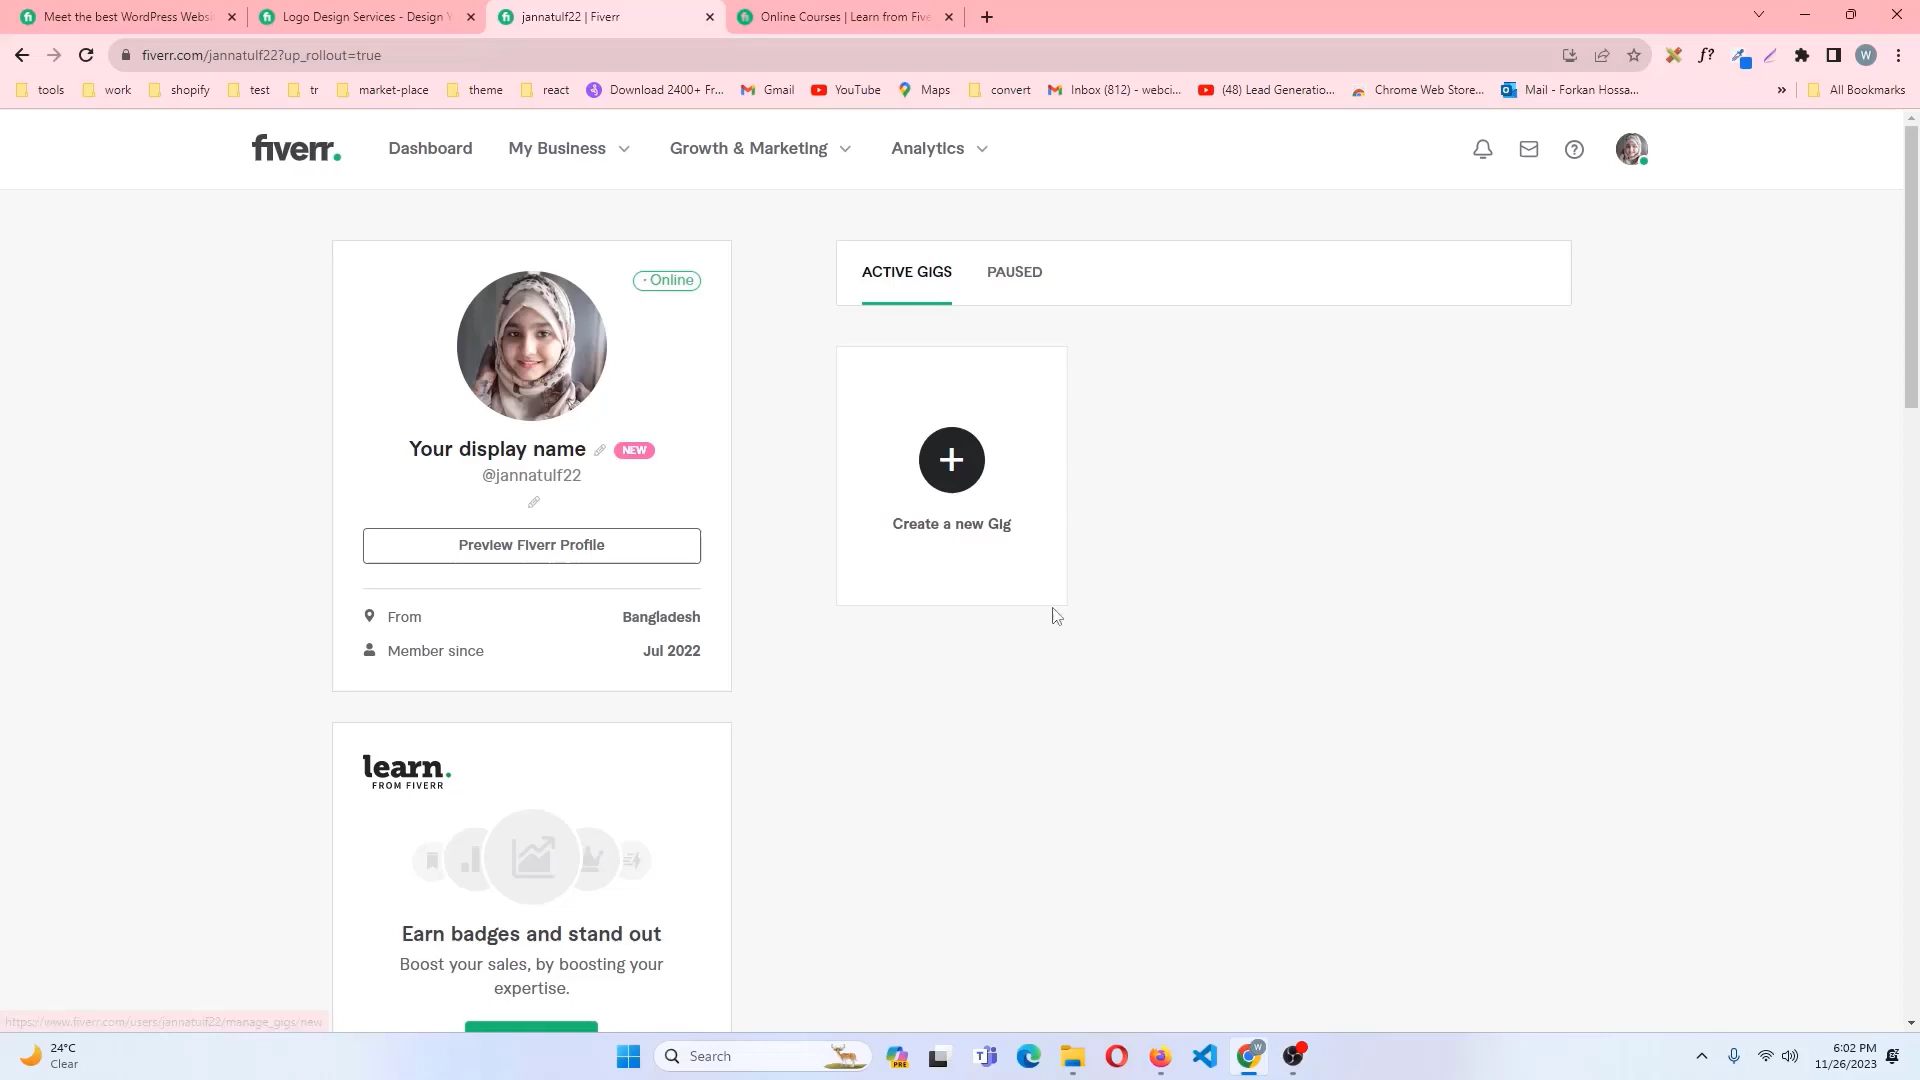 Meet the best WordPress Websi
Logo Design Services - Design Y
jannatulf22 | Fiverr
Online Courses | Learn from Five
fiverr.com/jannatulf22?up_rollout=true
f?
W
tools
work
shopify
test
tr
market-place
theme
react
Download 2400+ Fr...
Gmail
YouTube
Maps
convert
Inbox (812) - webci...
(48) Lead Generatio...
Chrome Web Store...
Mail - Forkan Hossa...
»
All Bookmarks
fiverr.
Dashboard
My Business
Growth & Marketing
Analytics
Online
ACTIVE GIGS
PAUSED
Your display name
NEW
@jannatulf22
Preview Fiverr Profile
Create a new Gig
From
Bangladesh
Member since
Jul 2022
learn.
FROM FIVERR
Earn badges and stand out
Boost your sales, by boosting your
expertise.
https://www.fiverr.com/users/jannatulf22/manage_gigs/new
24°C
Clear
Search
PRE
W
6:02 PM
11/26/2023